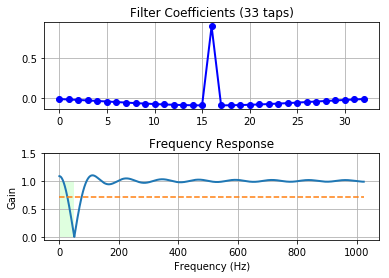 Filter Coefficients (33 taps)
0.5
0.0
0 5 10 15 20 25 30
Frequency Response
1.5
1.0
0.5
0.0
Gain
0 200 400 600 800 1000
Frequency (Hz)